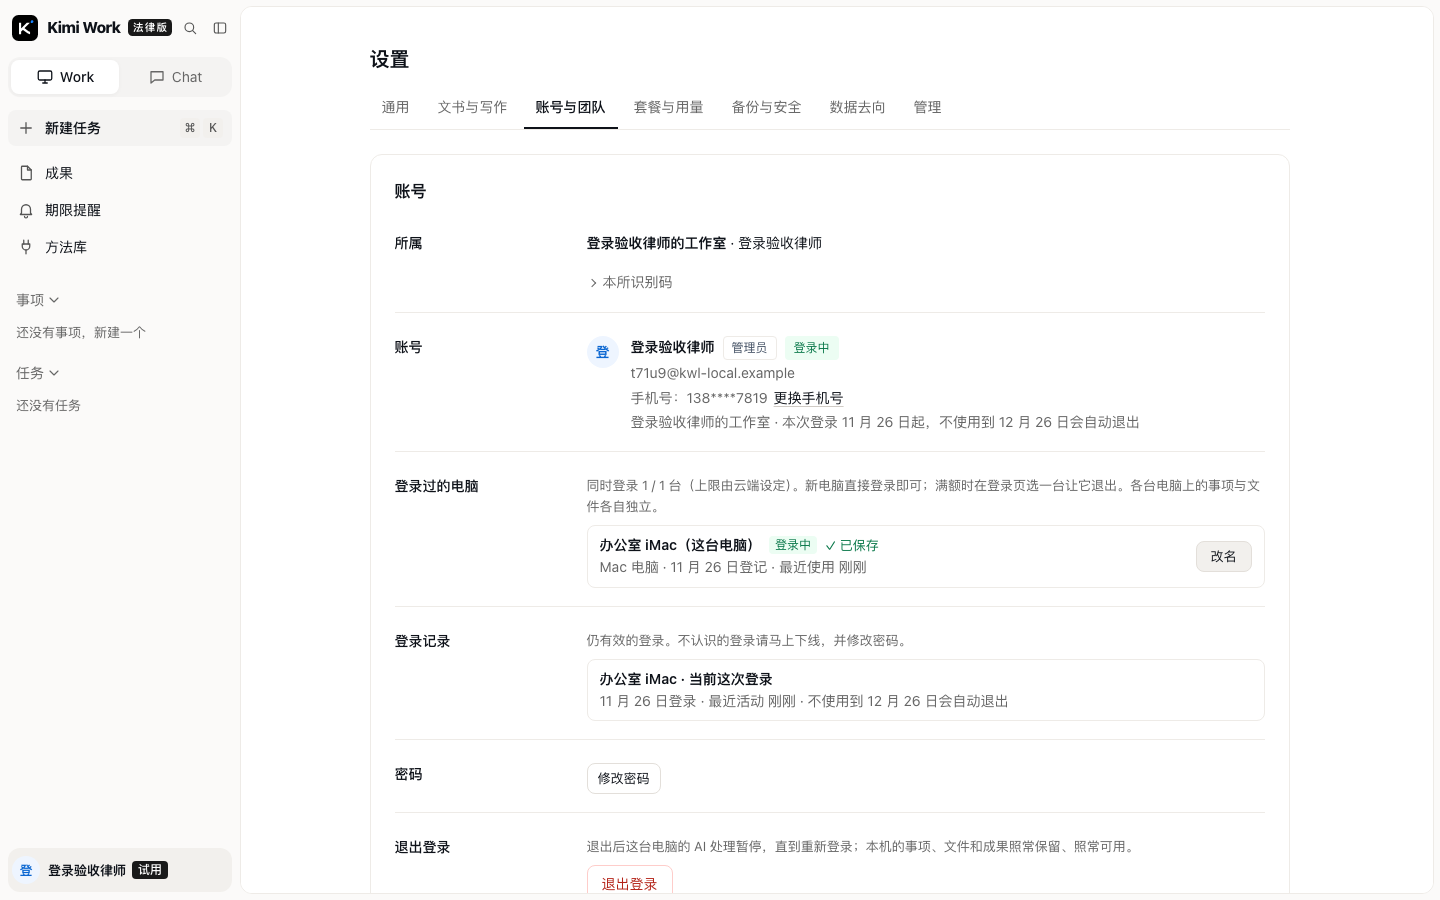 Kimi Work 法律版
Work
Chat
新建任务 ⌘ K
成果
期限提醒
方法库
事项
还没有事项，新建一个
任务
还没有任务
登 登录验收律师 试用
设置
通用 文书与写作 账号与团队 套餐与用量 备份与安全 数据去向 管理
账号
所属
登录验收律师的工作室 · 登录验收律师
本所识别码
账号
登 登录验收律师 管理员 登录中
t71u9@kwl-local.example
手机号：138****7819 更换手机号
登录验收律师的工作室 · 本次登录 11 月 26 日起，不使用到 12 月 26 日会自动退出
登录过的电脑
同时登录 1 / 1 台（上限由云端设定）。新电脑直接登录即可；满额时在登录页选一台让它退出。各台电脑上的事项与文
件各自独立。
办公室 iMac（这台电脑） 登录中 ✓ 已保存
Mac 电脑 · 11 月 26 日登记 · 最近使用 刚刚
改名
登录记录
仍有效的登录。不认识的登录请马上下线，并修改密码。
办公室 iMac · 当前这次登录
11 月 26 日登录 · 最近活动 刚刚 · 不使用到 12 月 26 日会自动退出
密码
修改密码
退出登录
退出后这台电脑的 AI 处理暂停，直到重新登录；本机的事项、文件和成果照常保留、照常可用。
退出登录